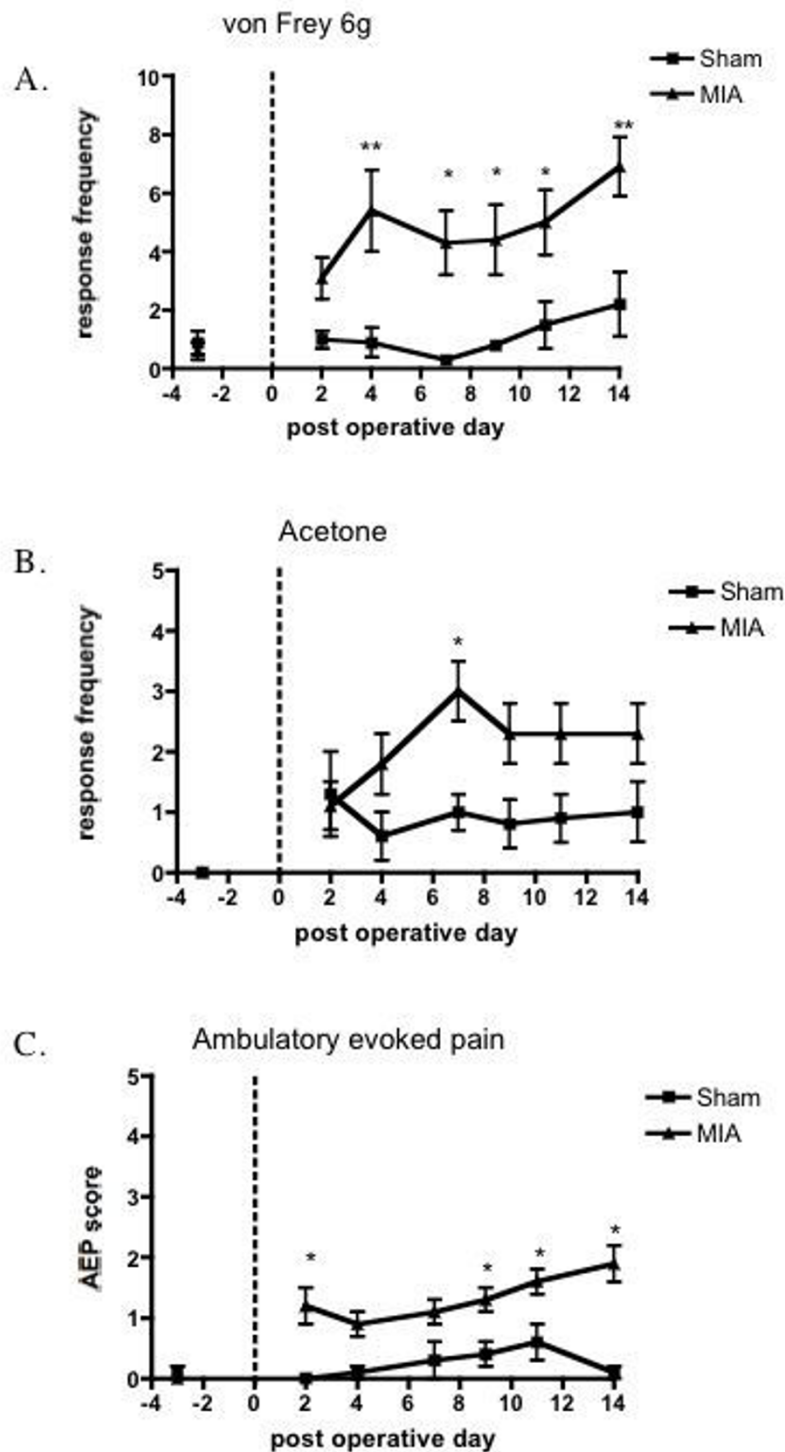 von Frey 6g
A.
Sham
MIA
10
8
6
4
2
0
response frequency
**
*
*
*
**
-4 -2 0 2 4 6 8 10 12 14
post operative day
Acetone
B.
Sham
MIA
5
4
3
2
1
0
response frequency
*
-4 -2 0 2 4 6 8 10 12 14
post operative day
Ambulatory evoked pain
C.
Sham
MIA
5
4
3
2
1
0
AEP score
*
*
*
*
-4 -2 0 2 4 6 8 10 12 14
post operative day